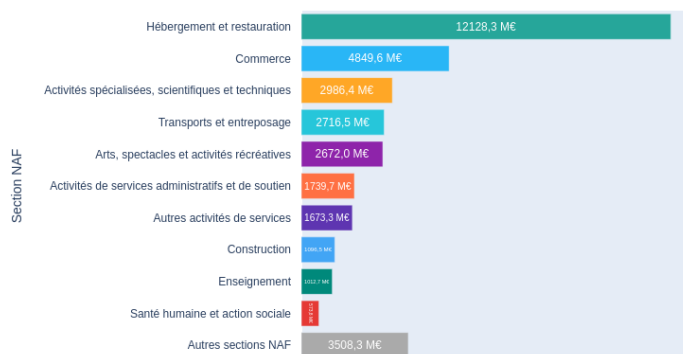 Section NAF
Hébergement et restauration 12128,3 M€
Commerce 4849,6 M€
Activités spécialisées, scientifiques et techniques 2986,4 M€
Transports et entreposage 2716,5 M€
Arts, spectacles et activités récréatives 2672,0 M€
Activités de services administratifs et de soutien 1739,7 M€
Autres activités de services 1673,3 M€
Construction
Enseignement 1012,7 M€
Santé humaine et action sociale
Autres sections NAF 3508,3 M€